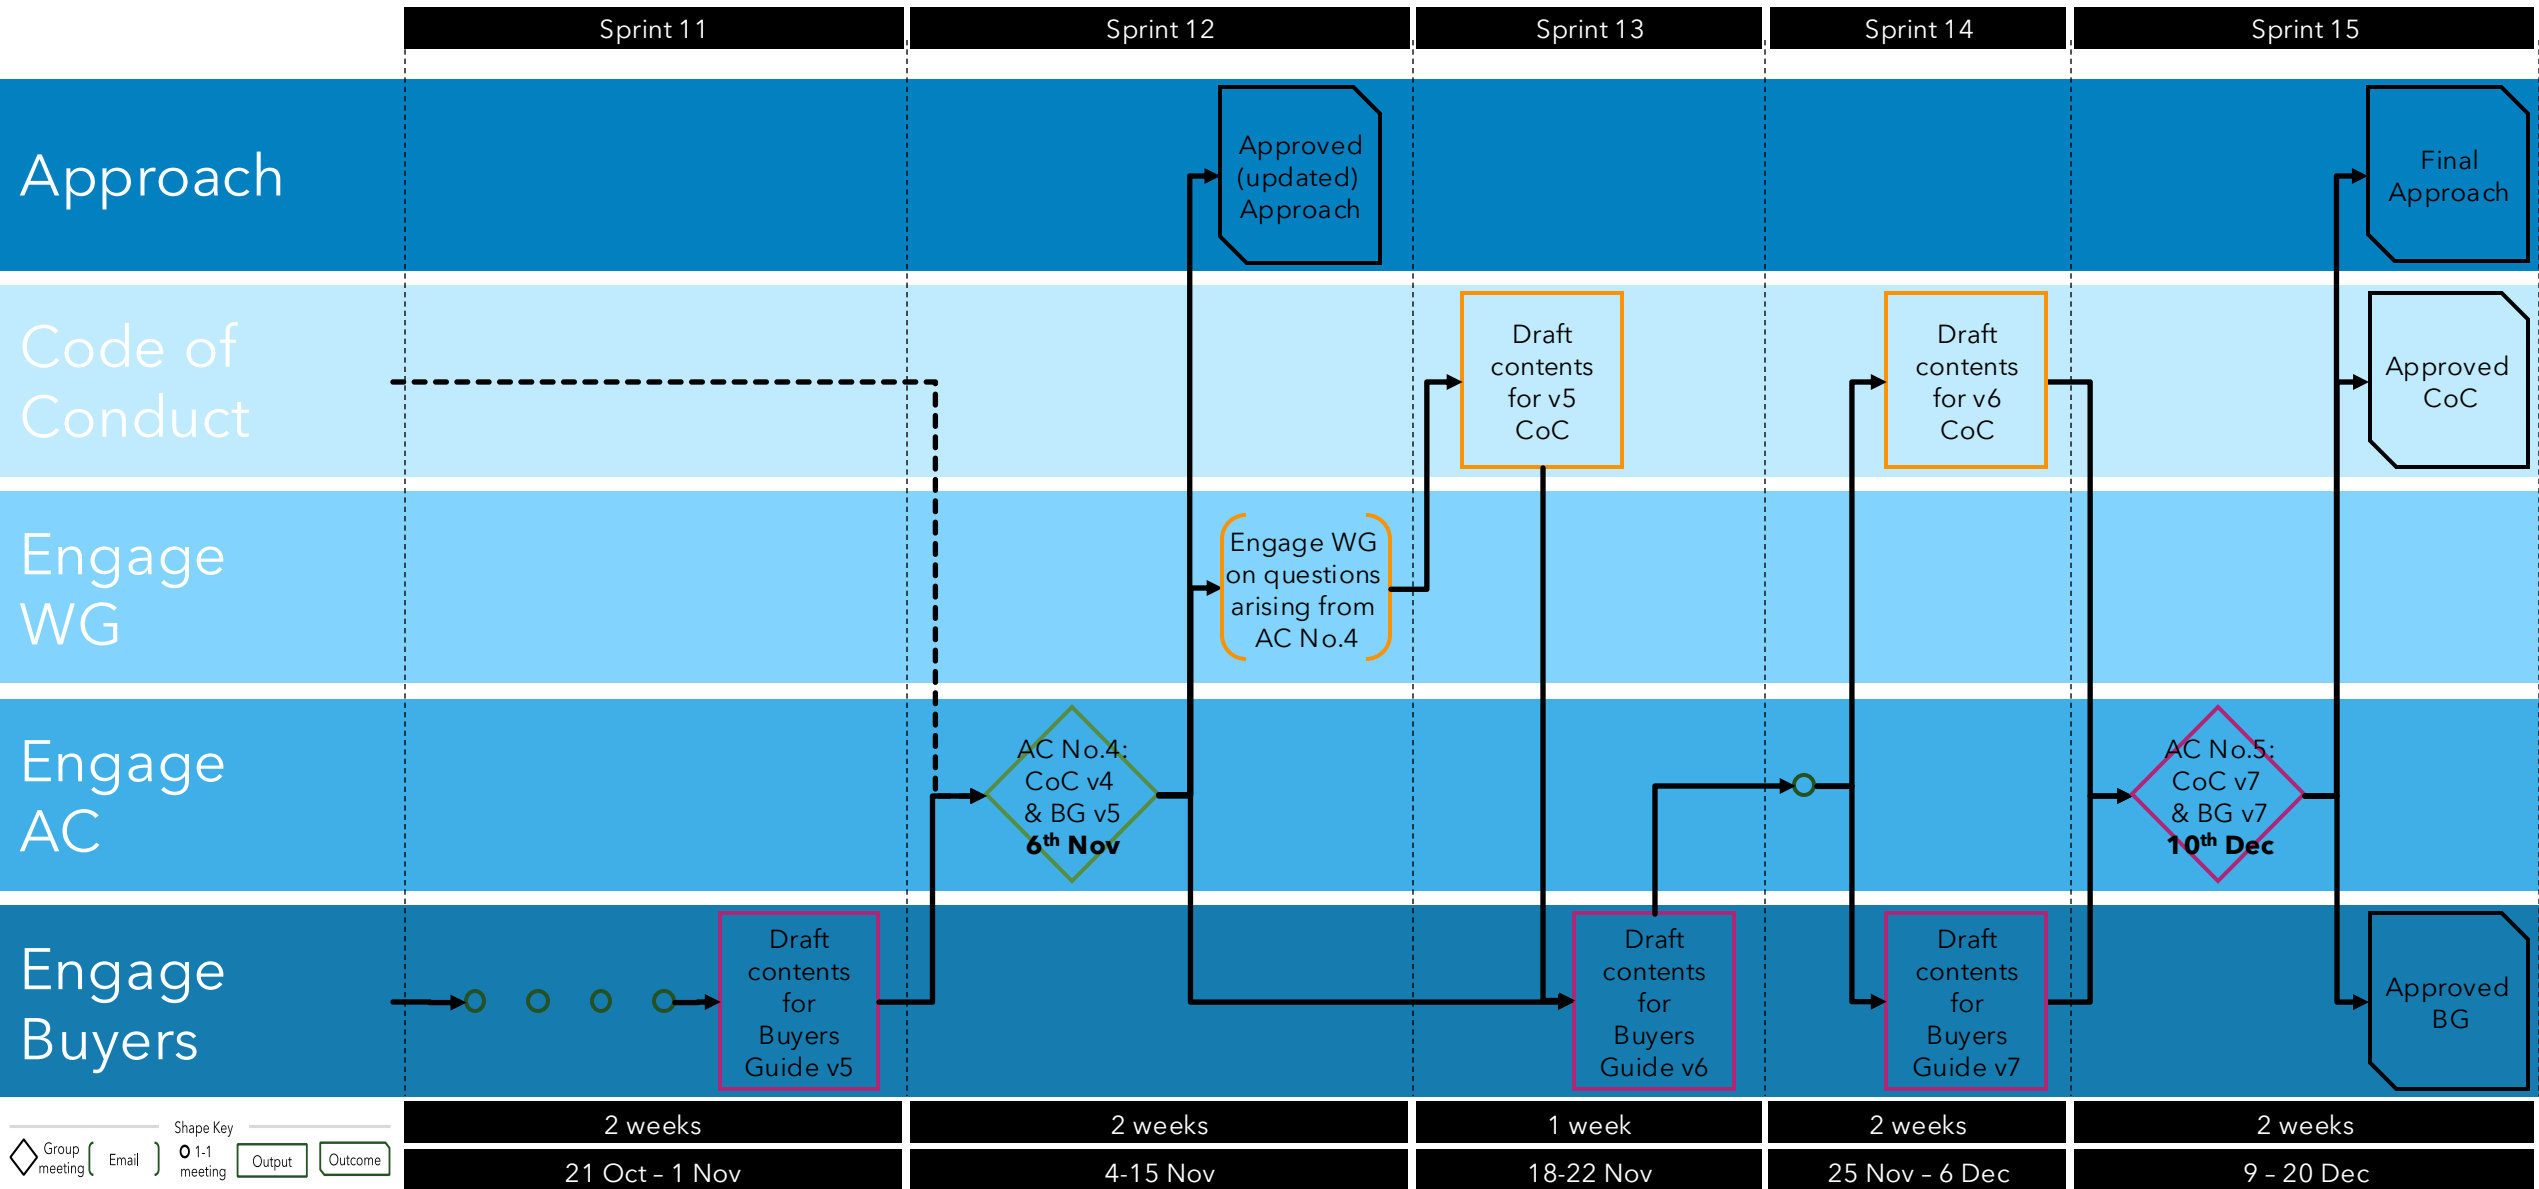 Sprint 11
Sprint 12
Sprint 13
Sprint 14
Sprint 15
Approach
Approved
(updated)
Approach
Final
Approach
Code of
Conduct
Draft
contents
for v5
CoC
Draft
contents
for v6
CoC
Approved
CoC
Engage
WG
Engage WG
on questions
arising from
AC No.4
Engage
AC
AC No.4:
CoC v4
& BG v5
6th Nov
AC No.5:
CoC v7
& BG v7
10th Dec
Engage
Buyers
Draft
contents
for
Buyers
Guide v5
Draft
contents
for
Buyers
Guide v6
Draft
contents
for
Buyers
Guide v7
Approved
BG
Shape Key
Group
meeting
Email
1-1
meeting
Output
Outcome
2 weeks
2 weeks
1 week
2 weeks
2 weeks
21 Oct – 1 Nov
4-15 Nov
18-22 Nov
25 Nov – 6 Dec
9 – 20 Dec